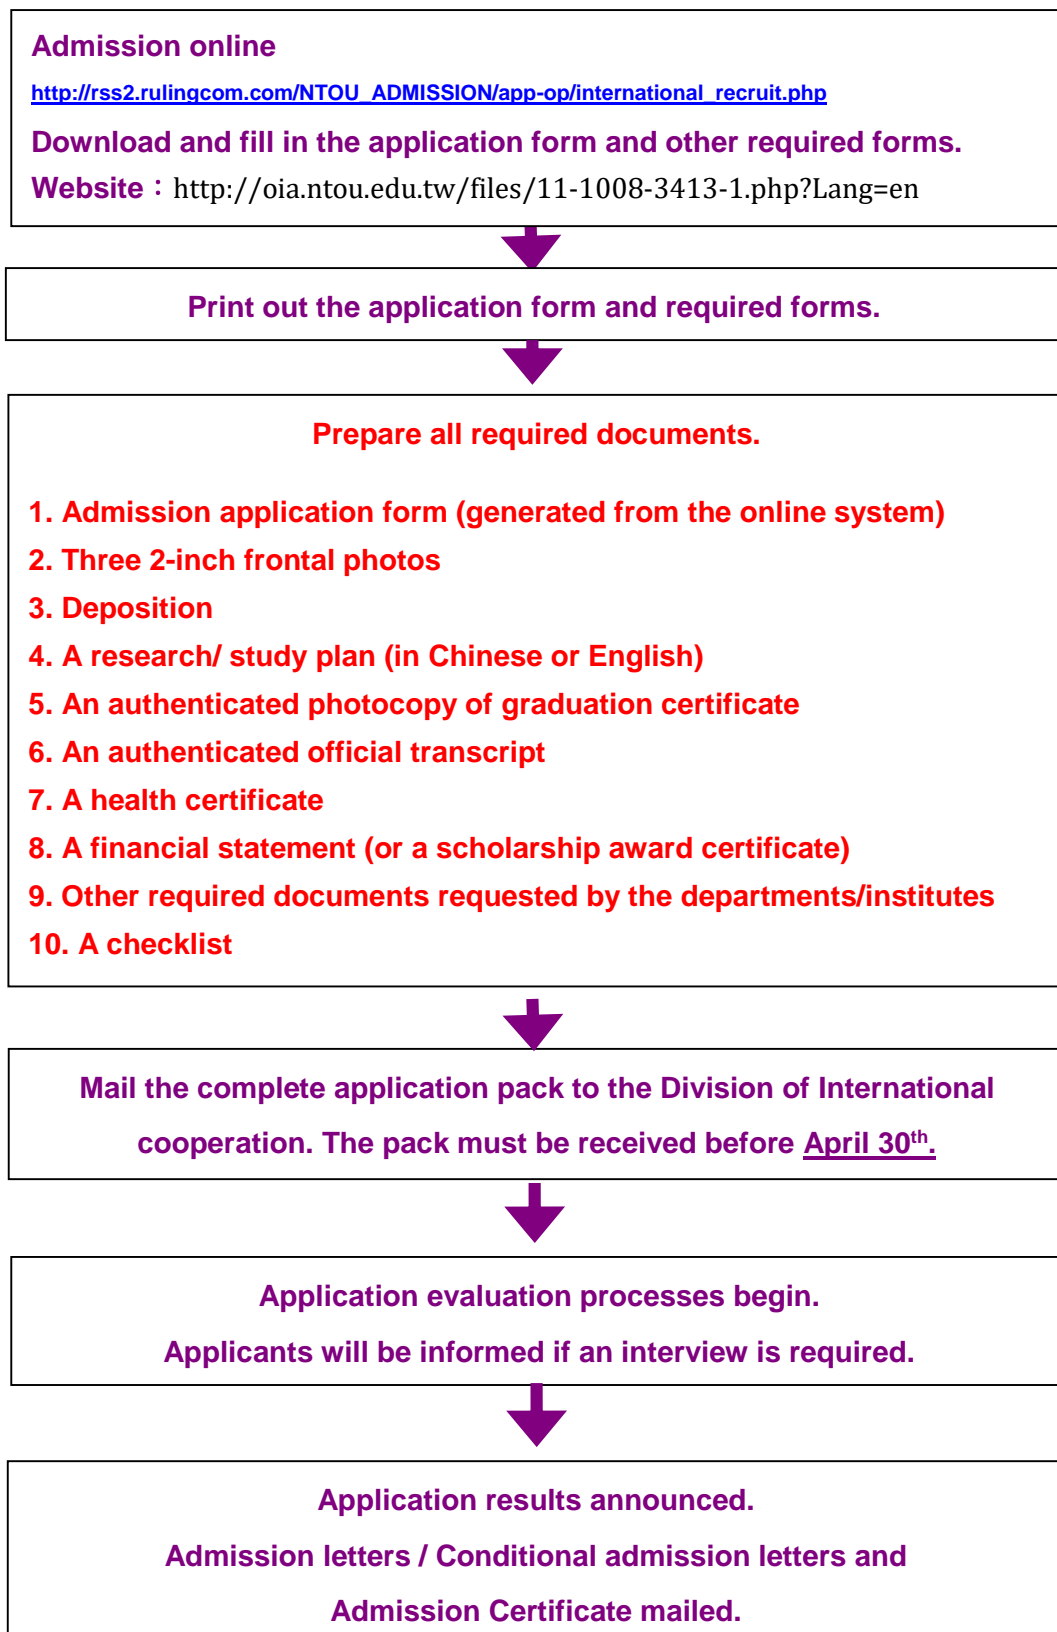 Admission online
http://rss2.rulingcom.com/NTOU_ADMISSION/app-op/international_recruit.php
Download and fill in the application form and other required forms.
Website：http://oia.ntou.edu.tw/files/11-1008-3413-1.php?Lang=en
Print out the application form and required forms.
Prepare all required documents.
1. Admission application form (generated from the online system)
2. Three 2-inch frontal photos
3. Deposition
4. A research/ study plan (in Chinese or English)
5. An authenticated photocopy of graduation certificate
6. An authenticated official transcript
7. A health certificate
8. A financial statement (or a scholarship award certificate)
9. Other required documents requested by the departments/institutes
10. A checklist
Mail the complete application pack to the Division of International
cooperation. The pack must be received before April 30th.
Application evaluation processes begin.
Applicants will be informed if an interview is required.
Application results announced.
Admission letters / Conditional admission letters and
Admission Certificate mailed.